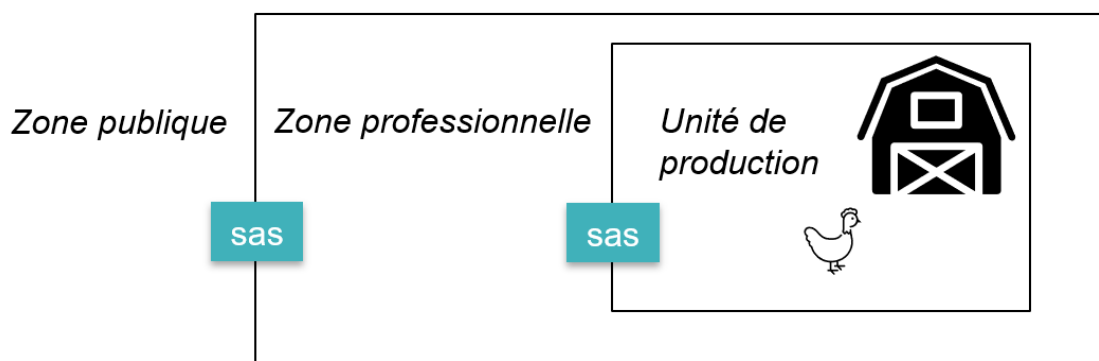 Zone publique
Zone professionnelle
Unité de
production
sas
sas